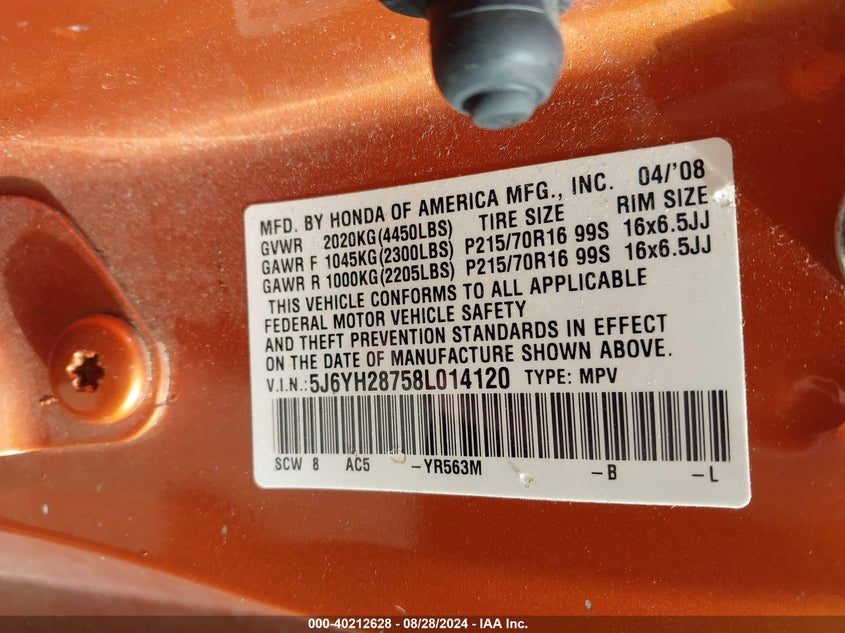 MFD. BY HONDA OF AMERICA MFG., INC. 04/'08
GVWR 2020KG(4450LBS) TIRE SIZE RIM SIZE
GAWR F 1045KG(2300LBS) P215/70R16 99S 16x6.5JJ
GAWR R 1000KG(2205LBS) P215/70R16 99S 16x6.5JJ
THIS VEHICLE CONFORMS TO ALL APPLICABLE
FEDERAL MOTOR VEHICLE SAFETY
AND THEFT PREVENTION STANDARDS IN EFFECT
ON THE DATE OF MANUFACTURE SHOWN ABOVE.
V.I.N.:5J6YH28758L014120 TYPE: MPV
SCW 8 AC5 -YR563M -B -L
000-40212628 - 08/28/2024 - IAA Inc.